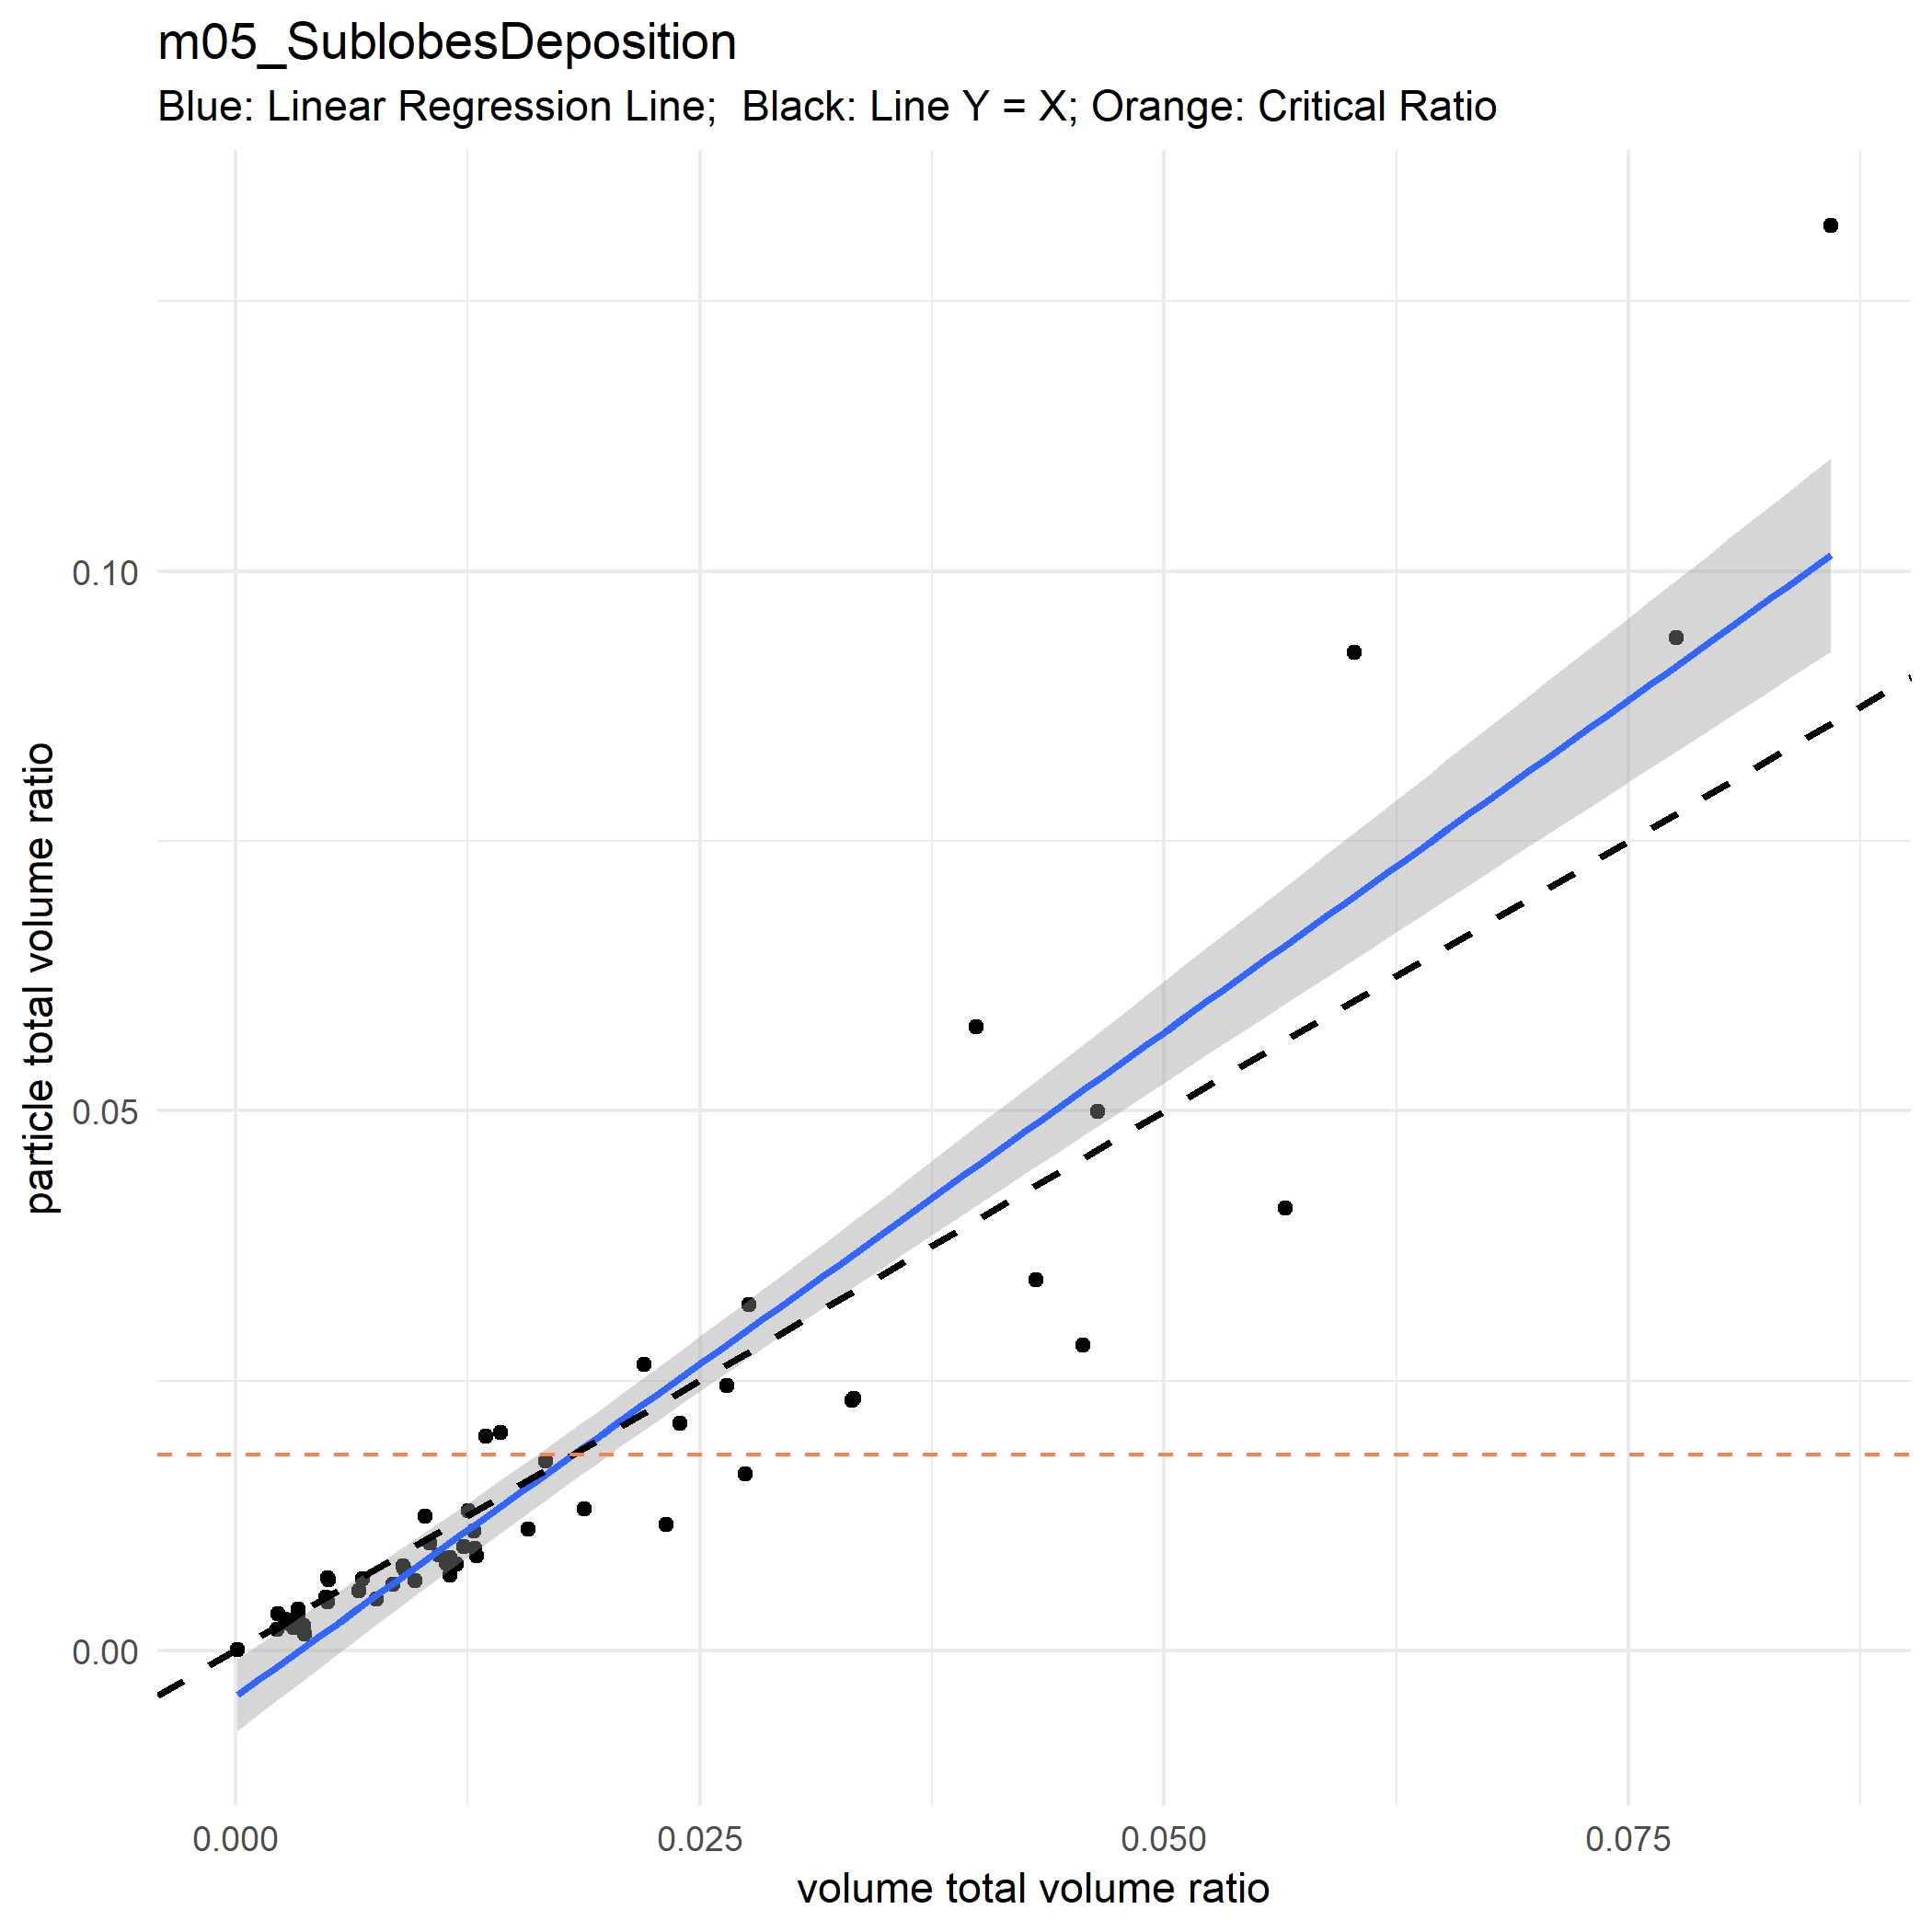 m05_SublobesDeposition
Blue: Linear Regression Line;  Black: Line Y = X; Orange: Critical Ratio
particle total volume ratio
0.10
0.05
0.00
0.000 0.025 0.050 0.075
volume total volume ratio